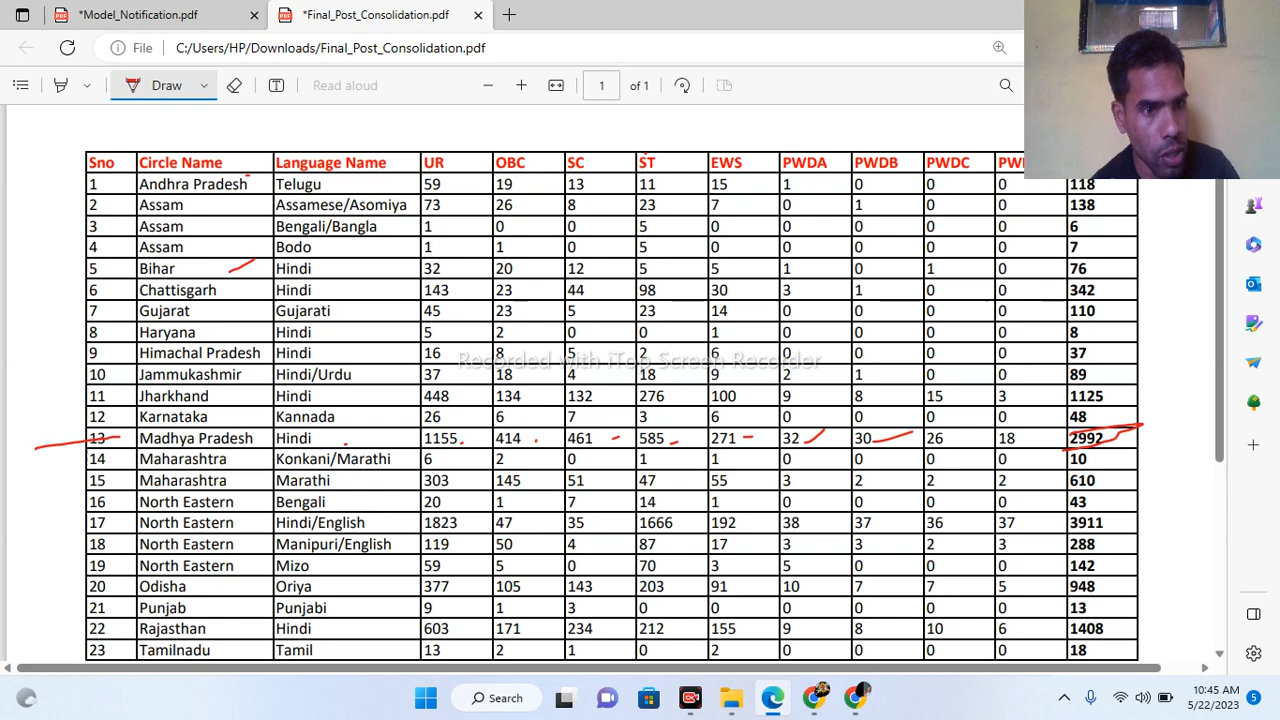 *Model_Notification.pdf
*Final_Post_Consolidation.pdf
File C:/Users/HP/Downloads/Final_Post_Consolidation.pdf
Draw Read aloud 1 of 1
Sno Circle Name Language Name UR OBC SC ST EWS PWDA PWDB PWDC
1 Andhra Pradesh Telugu 59 19 13 11 15 1 0 0 0 118
2 Assam Assamese/Asomiya 73 26 8 23 7 0 1 0 0 138
3 Assam Bengali/Bangla 1 0 0 5 0 0 0 0 0 6
4 Assam Bodo 1 1 0 5 0 0 0 0 0 7
5 Bihar Hindi 32 20 12 5 5 1 0 1 0 76
6 Chattisgarh Hindi 143 23 44 98 30 3 1 0 0 342
7 Gujarat Gujarati 45 23 5 23 14 0 0 0 0 110
8 Haryana Hindi 5 2 0 0 1 0 0 0 0 8
9 Himachal Pradesh Hindi 16 8 5 2 6 0 0 0 0 37
Recorded with iTop Screen Recorder
10 Jammukashmir Hindi/Urdu 37 18 4 18 9 2 1 0 0 89
11 Jharkhand Hindi 448 134 132 276 100 9 8 15 3 1125
12 Karnataka Kannada 26 6 7 3 6 0 0 0 0 48
13 Madhya Pradesh Hindi 1155 414 461 585 271 32 30 26 18 2992
14 Maharashtra Konkani/Marathi 6 2 0 1 1 0 0 0 0 10
15 Maharashtra Marathi 303 145 51 47 55 3 2 2 2 610
16 North Eastern Bengali 20 1 7 14 1 0 0 0 0 43
17 North Eastern Hindi/English 1823 47 35 1666 192 38 37 36 37 3911
18 North Eastern Manipuri/English 119 50 4 87 17 3 3 2 3 288
19 North Eastern Mizo 59 5 0 70 3 5 0 0 0 142
20 Odisha Oriya 377 105 143 203 91 10 7 7 5 948
21 Punjab Punjabi 9 1 3 0 0 0 0 0 0 13
22 Rajasthan Hindi 603 171 234 212 155 9 8 10 6 1408
23 Tamilnadu Tamil 13 2 1 0 2 0 0 0 0 18
Search
10:45 AM
5/22/2023
5